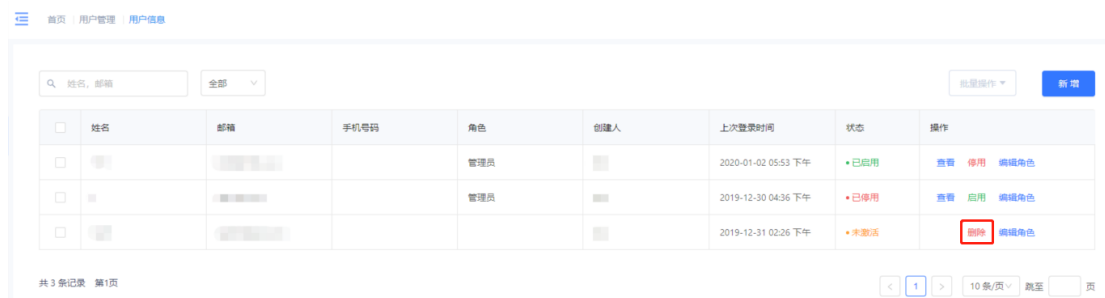 首页 用户管理 用户信息
姓名，邮箱 全部 批量操作 新增
姓名 邮箱 手机号码 角色 创建人 上次登录时间 状态 操作
管理员 2020-01-02 05:53 下午 已启用 查看 停用 编辑角色
管理员 2019-12-30 04:36 下午 已停用 查看 启用 编辑角色
2019-12-31 02:26 下午 未激活 删除 编辑角色
共 3 条记录 第1页 < 1 > 10 条/页 跳至 页